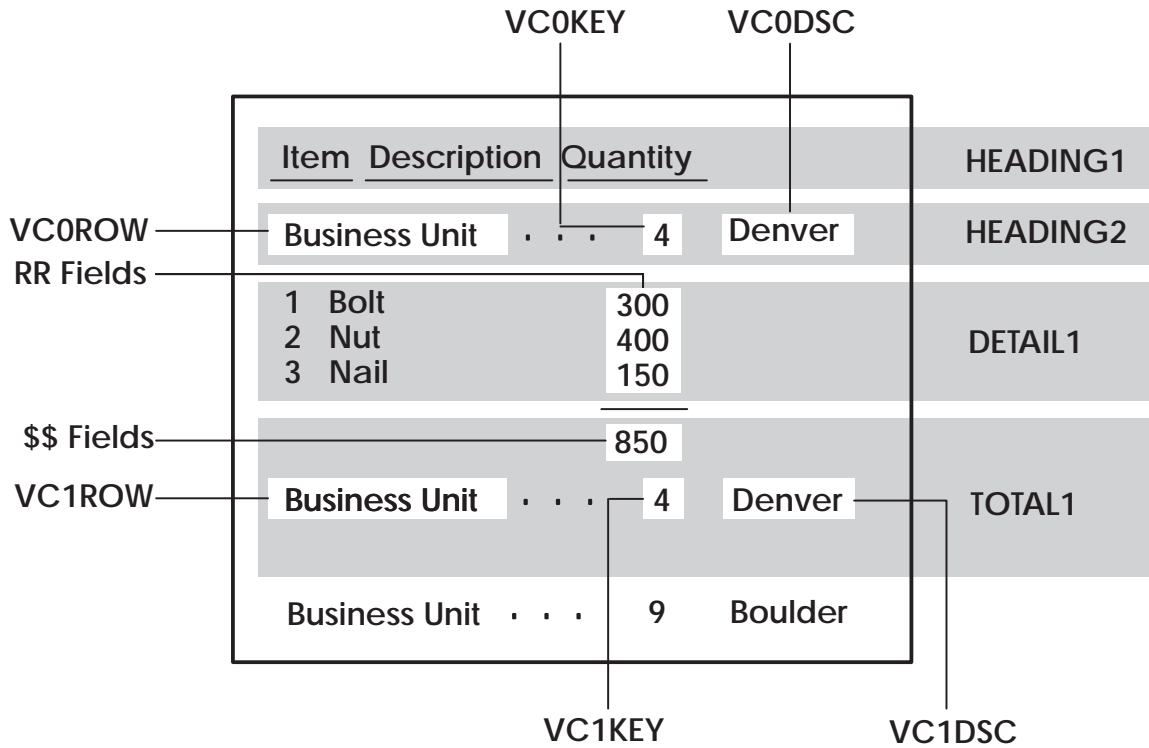 VC0KEY VC0DSC
Item Description Quantity HEADING1
VC0ROW Business Unit . . . 4 Denver HEADING2
RR Fields
1 Bolt 300
2 Nut 400 DETAIL1
3 Nail 150
$$ Fields 850
VC1ROW Business Unit . . . 4 Denver TOTAL1
Business Unit . . . 9 Boulder
VC1KEY VC1DSC